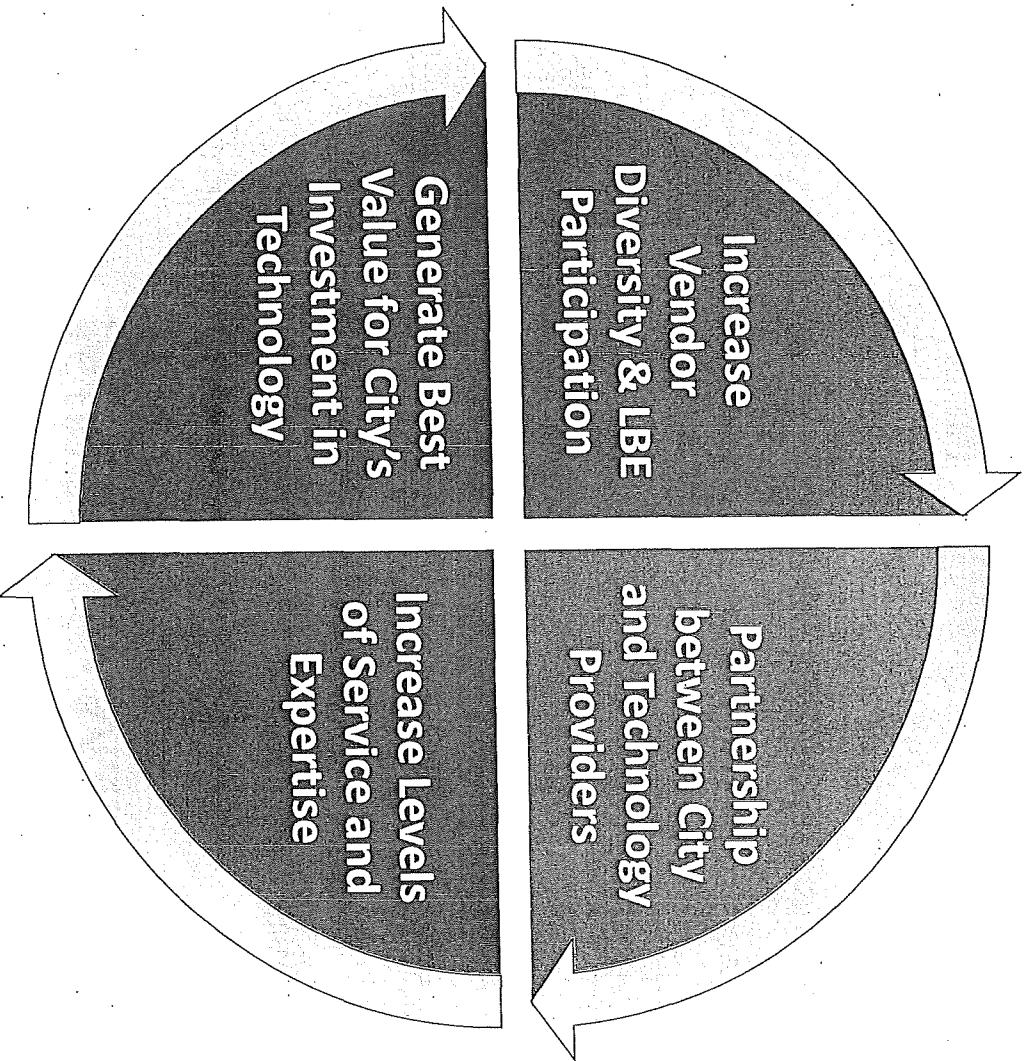 Increase
Vendor
Diversity & LBE
Participation
Partnership
between City
and Technology
Providers
Generate Best
Value for City's
Investment in
Technology
Increase Levels
of Service and
Expertise